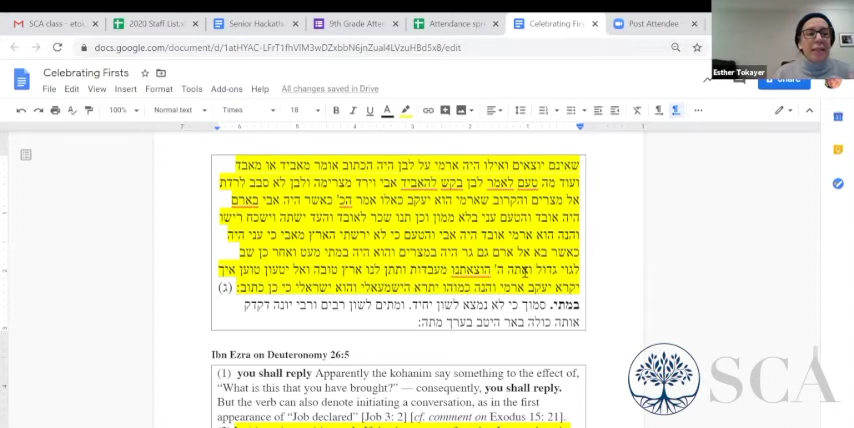 SCA class - etok
2020 Staff List.xl
Senior Hackath
9th Grade Atten
Attendance spr
Celebrating Firsts
Post Attendee
docs.google.com/document/d/1atHYAC-LFrT1fhVIM3wDZxbbN6jnZual4LVzuHBd5x8/edit
Esther Tokayer
Celebrating Firsts
Share
File Edit View Insert Format Tools Add-ons Help All changes saved in Drive
100% Normal text Times 18 B I U A
שאינם יוצאים ואילו היה ארמי על לבן היה הכתוב אומר מאביד או מאבד
ועוד מה טעם לאמר לבן בקש להאביד אבי וירד מצרימה ולבן לא סבב לרדת
אל מצרים והקרוב שארמי הוא יעקב כאלו אמר הכ' כאשר היה אבי בארם
היה אובד והטעם עני בלא ממון וכן תנו שכר לאובד והעד ישתה וישכח רישו
והנה הוא ארמי אובד היה אבי והטעם כי לא ירשתי הארץ מאבי כי עני היה
כאשר בא אל ארם גם גר היה במצרים והוא היה במתי מעט ואחר כן שב
לגוי גדול ואתה ה' הוצאתנו מעבדות ותתן לנו ארץ טובה ואל יטעון טוען איך
יקרא יעקב ארמי והנה כמוהו יתרא הישמעאלי והוא ישראלי כי כן כתוב: (ג)
במתי. סמוך כי לא נמצא לשון יחיד. ומתים לשון רבים ורבי יונה דקדק
אותה כולה באר היטב בערך מתה:
Ibn Ezra on Deuteronomy 26:5
(1) you shall reply Apparently the kohanim say something to the effect of,
“What is this that you have brought?” — consequently, you shall reply.
But the verb can also denote initiating a conversation, as in the first
appearance of “Job declared” [Job 3: 2] [cf. comment on Exodus 15: 21].
SCA